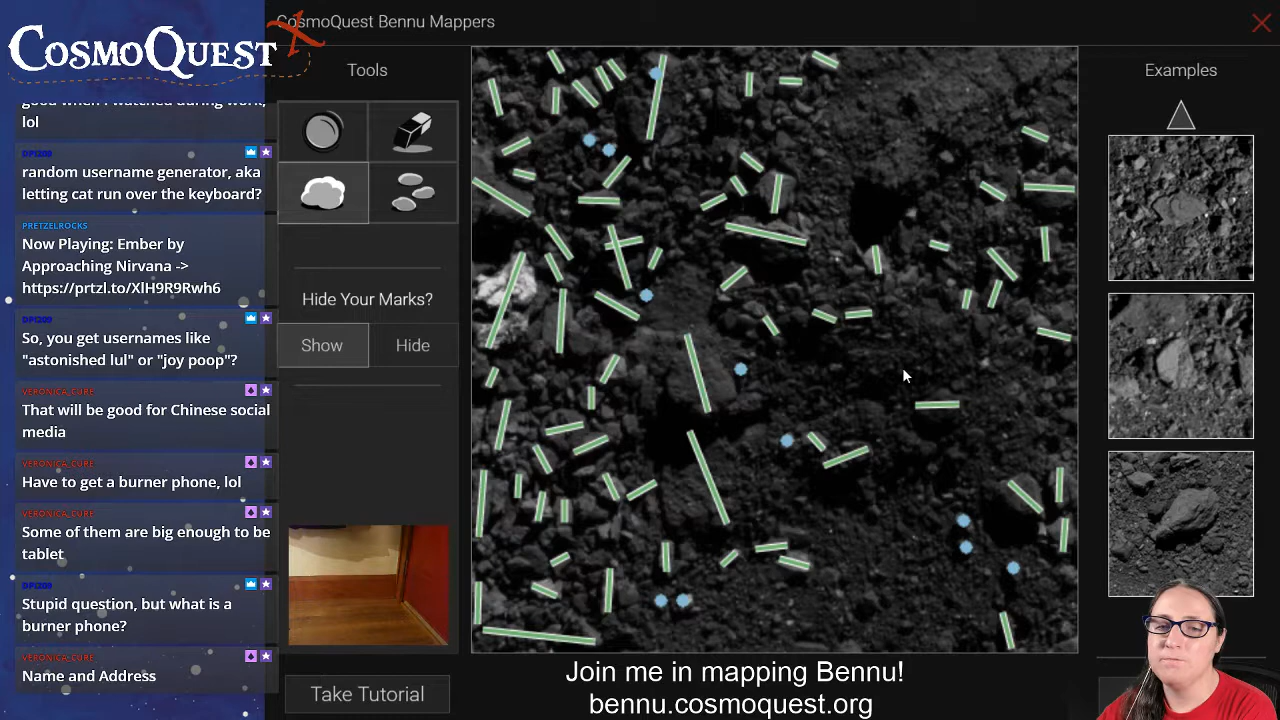 CosmoQuest X
CosmoQuest Bennu Mappers
good when I watched during work,
lol
DPI209
random username generator, aka
letting cat run over the keyboard?
PRETZELROCKS
Now Playing: Ember by
Approaching Nirvana ->
https://prtzl.to/XlH9R9Rwh6
So, you get usernames like
"astonished lul" or "joy poop"?
VERONICA_CURE
That will be good for Chinese social
media
VERONICA_CURE
Have to get a burner phone, lol
VERONICA_CURE
Some of them are big enough to be
tablet
Stupid question, but what is a
burner phone?
VERONICA_CURE
Name and Address
Tools
Hide Your Marks?
Show
Hide
Take Tutorial
Examples
Join me in mapping Bennu!
bennu.cosmoquest.org